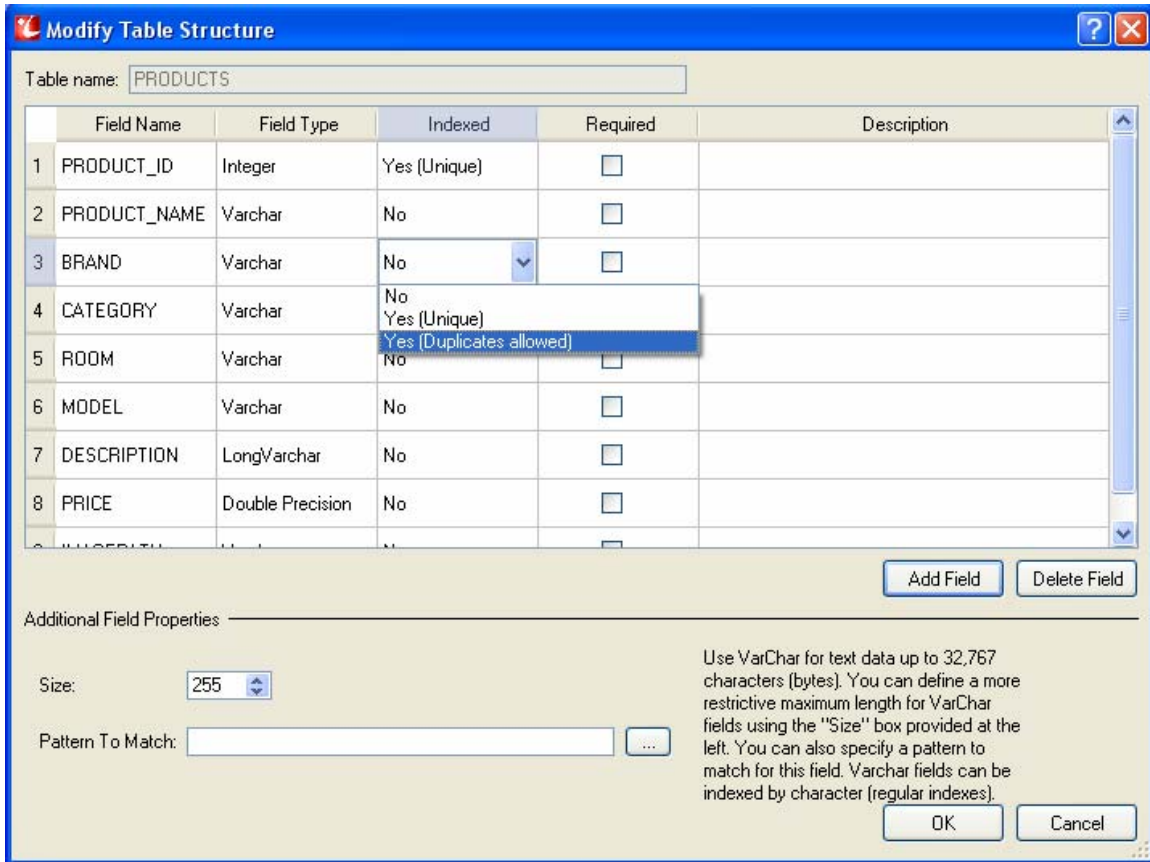 Modify Table Structure
Table name: PRODUCTS
Field Name Field Type Indexed Required Description
1 PRODUCT_ID Integer Yes (Unique)
2 PRODUCT_NAME Varchar No
3 BRAND Varchar No
No
4 CATEGORY Varchar Yes (Unique)
Yes (Duplicates allowed)
5 ROOM Varchar No
6 MODEL Varchar No
7 DESCRIPTION LongVarchar No
8 PRICE Double Precision No
Add Field Delete Field
Additional Field Properties
Size: 255
Pattern To Match: ...
Use VarChar for text data up to 32,767
characters (bytes). You can define a more
restrictive maximum length for VarChar
fields using the "Size" box provided at the
left. You can also specify a pattern to
match for this field. Varchar fields can be
indexed by character (regular indexes).
OK Cancel